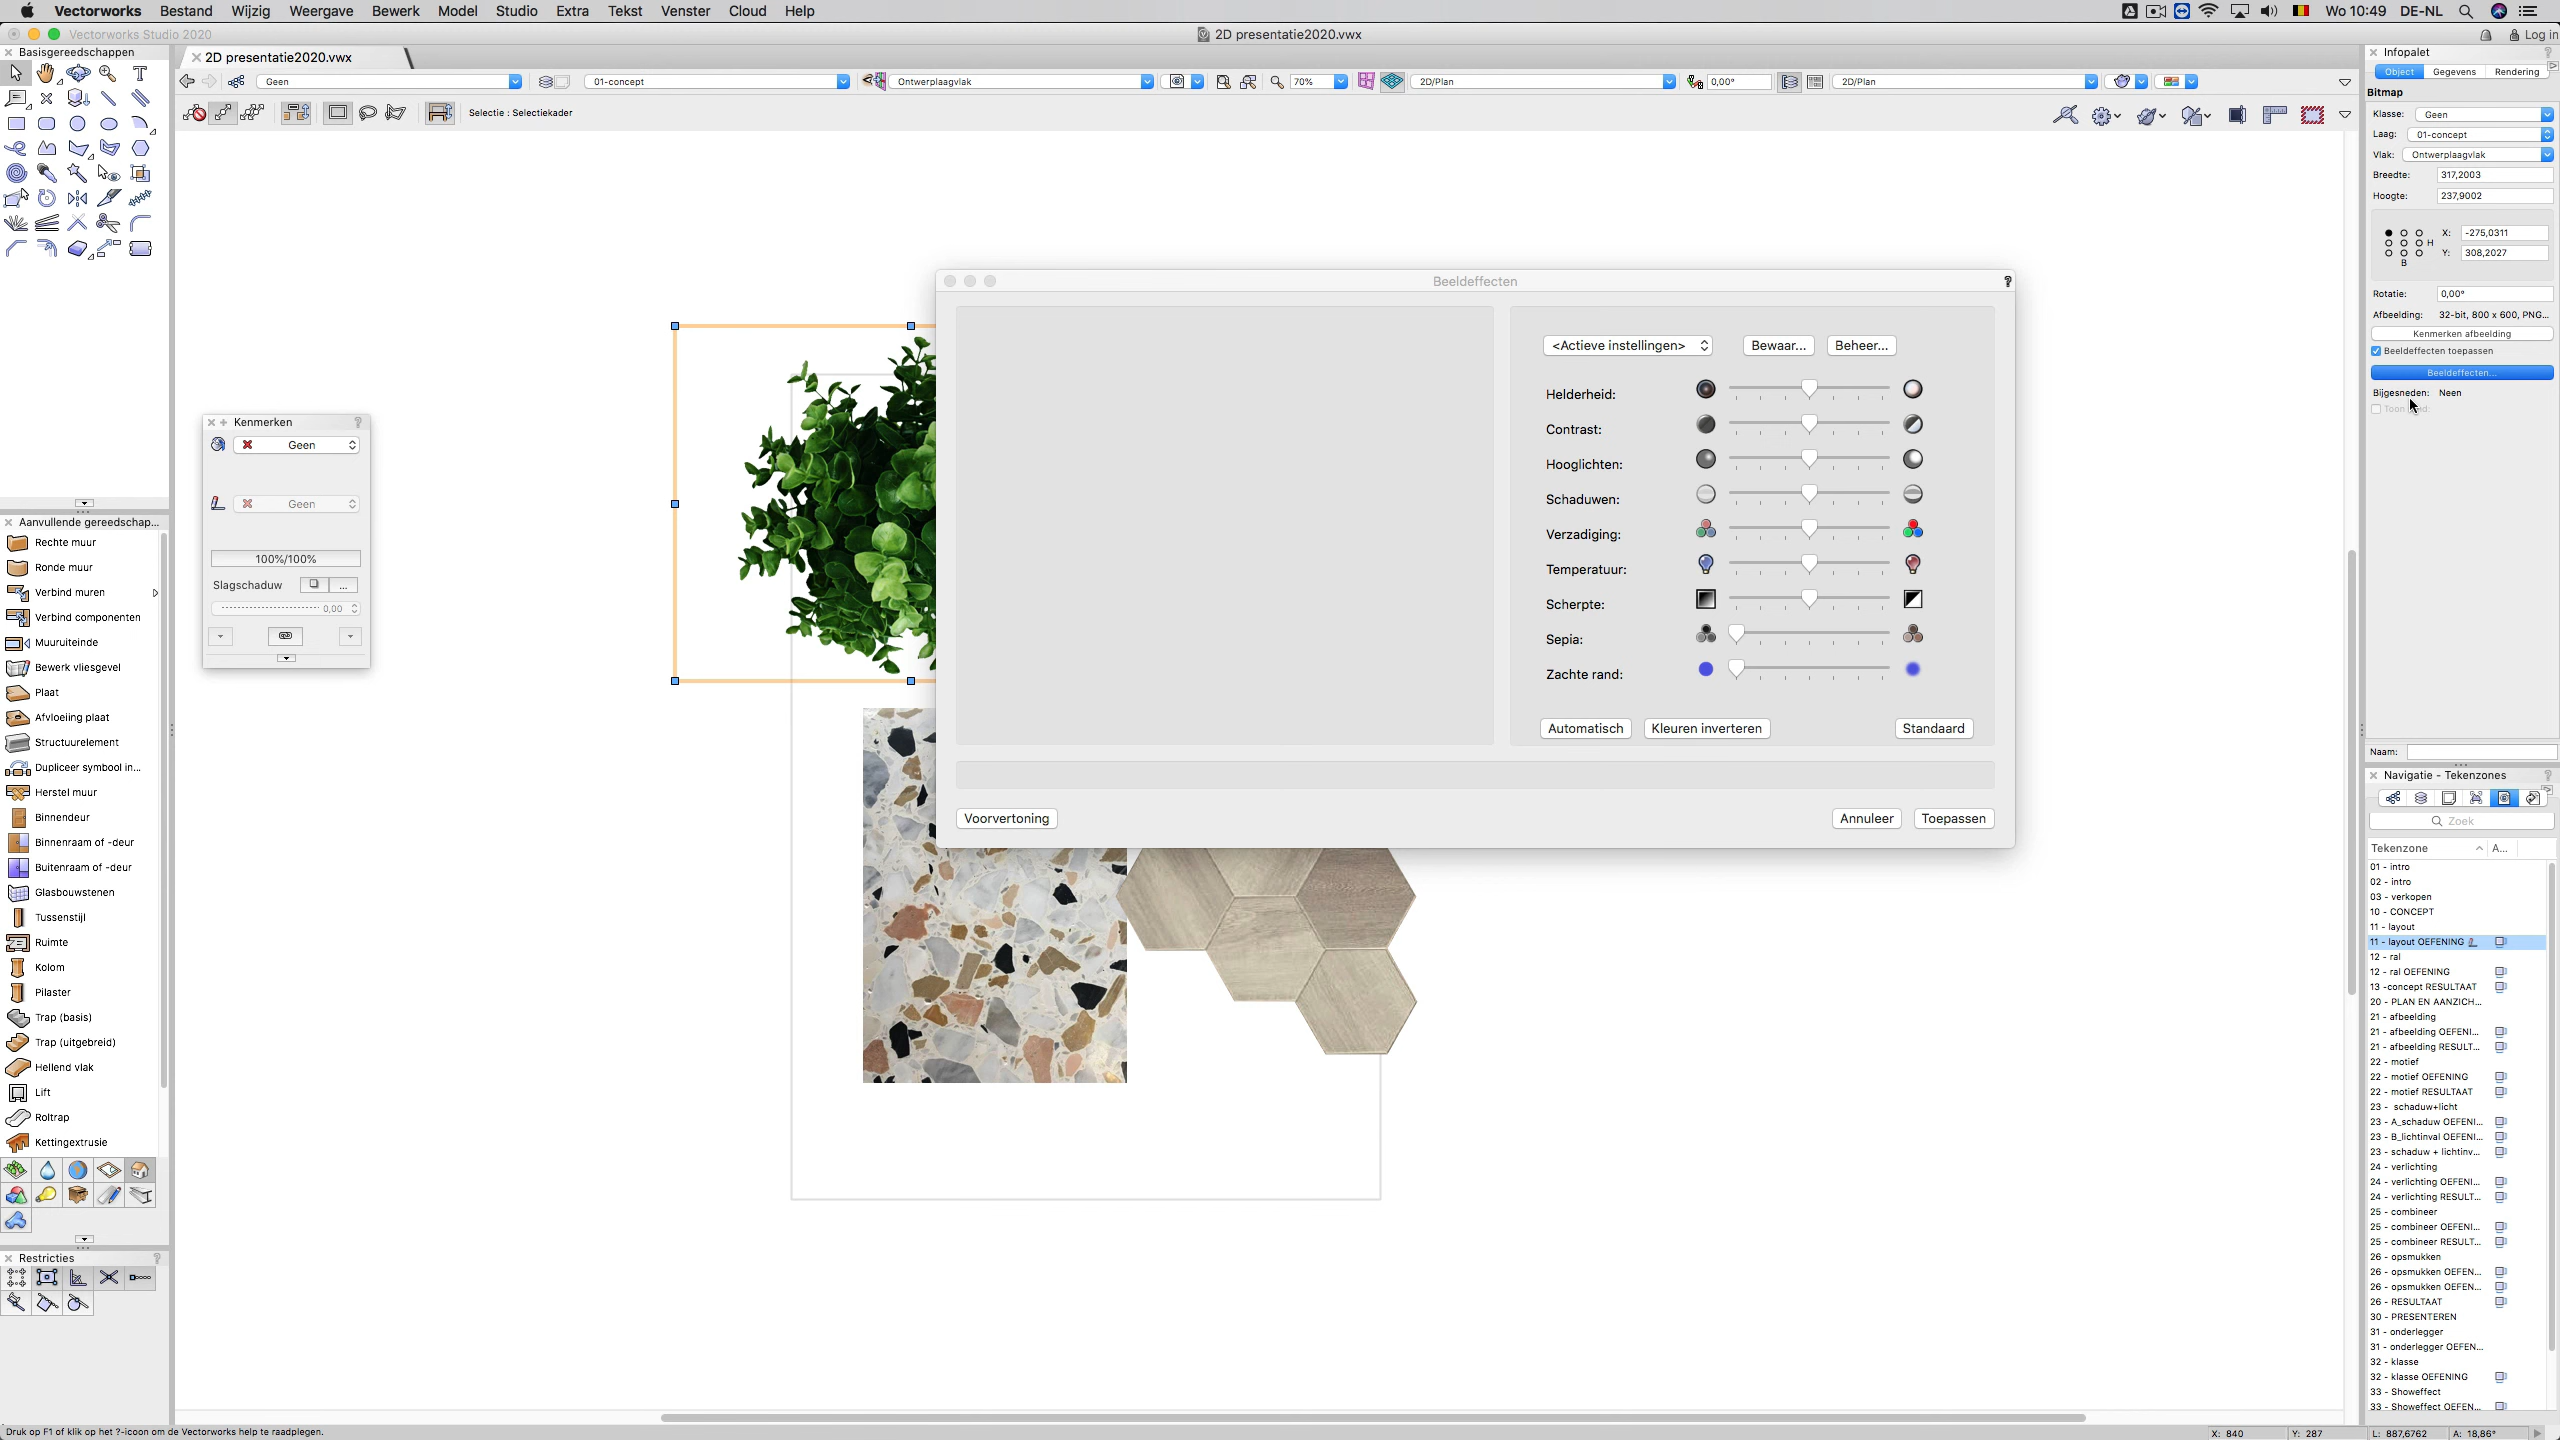 Vectorworks Bestand Wijzig Weergave Bewerk Model Studio Extra Tekst Venster Cloud Help
Wo 10:49 DE-NL
Vectorworks Studio 2020
2D presentatie2020.vwx
Log in
Basisgereedschappen
2D presentatie2020.vwx
Geen
01-concept
Ontwerplaagvlak
70%
2D/Plan
0,00°
2D/Plan
Selectie : Selectiekader
Kenmerken
Geen
Geen
100%/100%
Slagschaduw
...
0,00
Aanvullende gereedschap...
Rechte muur
Ronde muur
Verbind muren
Verbind componenten
Muuruiteinde
Bewerk vliesgevel
Plaat
Afvloeiing plaat
Structuurelement
Dupliceer symbool in...
Herstel muur
Binnendeur
Binnenraam of -deur
Buitenraam of -deur
Glasbouwstenen
Tussenstijl
Ruimte
Kolom
Pilaster
Trap (basis)
Trap (uitgebreid)
Hellend vlak
Lift
Roltrap
Kettingextrusie
Restricties
Beeldeffecten
?
<Actieve instellingen>
Bewaar...
Beheer...
Helderheid:
Contrast:
Hooglichten:
Schaduwen:
Verzadiging:
Temperatuur:
Scherpte:
Sepia:
Zachte rand:
Automatisch
Kleuren inverteren
Standaard
Voorvertoning
Annuleer
Toepassen
Infopalet
Object Gegevens Rendering
Bitmap
Klasse: Geen
Laag: 01-concept
Vlak: Ontwerplaagvlak
Breedte: 317,2003
Hoogte: 237,9002
H
B
X: -275,0311
Y: 308,2027
Rotatie: 0,00°
Afbeelding: 32-bit, 800 x 600, PNG...
Kenmerken afbeelding
Beeldeffecten toepassen
Beeldeffecten...
Bijgesneden: Neen
Naam:
Navigatie - Tekenzones
Zoek
Tekenzone A...
01 - intro
02 - intro
03 - verkopen
10 - CONCEPT
11 - layout
11 - layout OEFENING
12 - ral
12 - ral OEFENING
13 -concept RESULTAAT
20 - PLAN EN AANZICH...
21 - afbeelding
21 - afbeelding OEFENI...
21 - afbeelding RESULT...
22 - motief
22 - motief OEFENING
22 - motief RESULTAAT
23 - schaduw+licht
23 - A_schaduw OEFENI...
23 - B_lichtinval OEFENI...
23 - schaduw + lichtinv...
24 - verlichting
24 - verlichting OEFENI...
24 - verlichting RESULT...
25 - combineer
25 - combineer OEFENI...
25 - combineer RESULT...
26 - opsmukken
26 - opsmukken OEFEN...
26 - opsmukken OEFEN...
26 - RESULTAAT
30 - PRESENTEREN
31 - onderlegger
31 - onderlegger OEFEN...
32 - klasse
32 - klasse OEFENING
33 - Showeffect
33 - Showeffect OEFEN...
Druk op F1 of klik op het ?-icoon om de Vectorworks help te raadplegen.
X: 840
Y: 287
L: 887,6762
A: 18,86°